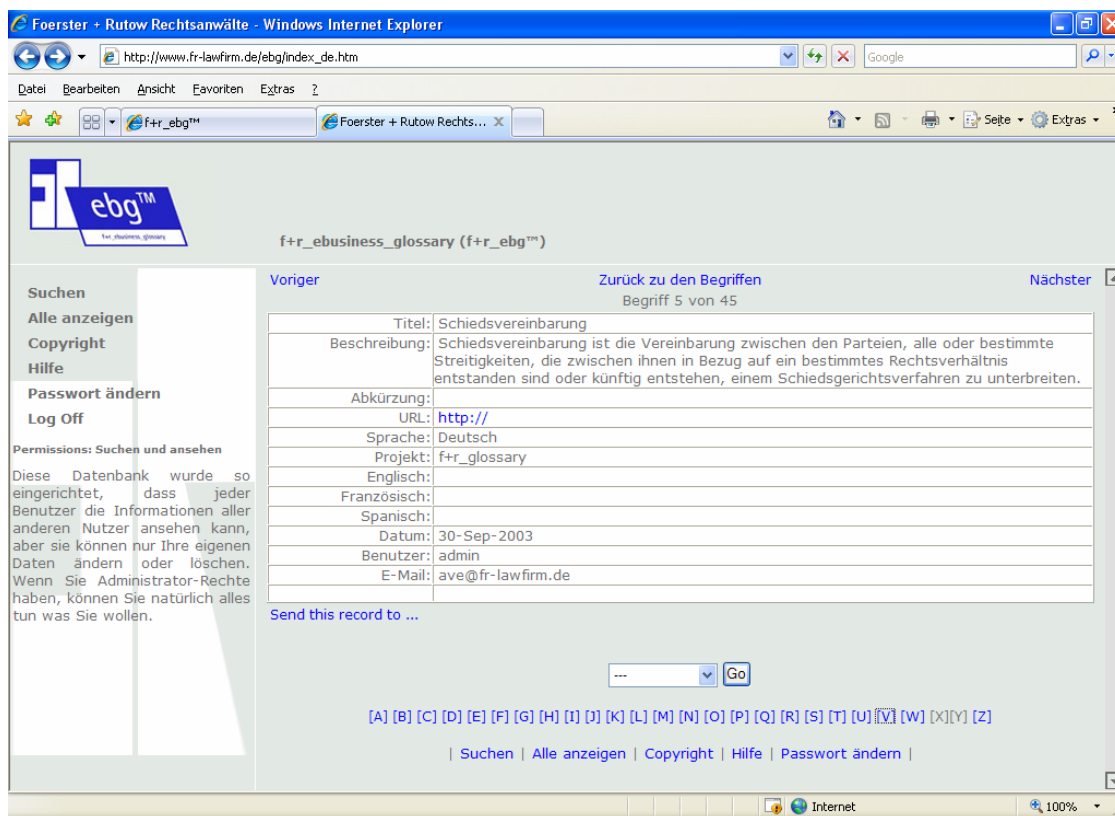 Foerster + Rutow Rechtsanwälte - Windows Internet Explorer
http://www.fr-lawfirm.de/ebg/index_de.htm
Google
Datei Bearbeiten Ansicht Favoriten Extras ?
f+r_ebg™
Foerster + Rutow Rechts...
Seite
Extras
ebg™
f+r_ebusiness_glossary
f+r_ebusiness_glossary (f+r_ebg™)
Suchen
Alle anzeigen
Copyright
Hilfe
Passwort ändern
Log Off
Permissions: Suchen und ansehen
Diese Datenbank wurde so
eingerichtet, dass jeder
Benutzer die Informationen aller
anderen Nutzer ansehen kann,
aber sie können nur Ihre eigenen
Daten ändern oder löschen.
Wenn Sie Administrator-Rechte
haben, können Sie natürlich alles
tun was Sie wollen.
Voriger Zurück zu den Begriffen Nächster
Begriff 5 von 45
Titel: Schiedsvereinbarung
Beschreibung: Schiedsvereinbarung ist die Vereinbarung zwischen den Parteien, alle oder bestimmte
Streitigkeiten, die zwischen ihnen in Bezug auf ein bestimmtes Rechtsverhältnis
entstanden sind oder künftig entstehen, einem Schiedsgerichtsverfahren zu unterbreiten.
Abkürzung:
URL: http://
Sprache: Deutsch
Projekt: f+r_glossary
Englisch:
Französisch:
Spanisch:
Datum: 30-Sep-2003
Benutzer: admin
E-Mail: ave@fr-lawfirm.de
Send this record to ...
--- Go
[A] [B] [C] [D] [E] [F] [G] [H] [I] [J] [K] [L] [M] [N] [O] [P] [Q] [R] [S] [T] [U] [V] [W] [X][Y] [Z]
| Suchen | Alle anzeigen | Copyright | Hilfe | Passwort ändern |
Internet
100%